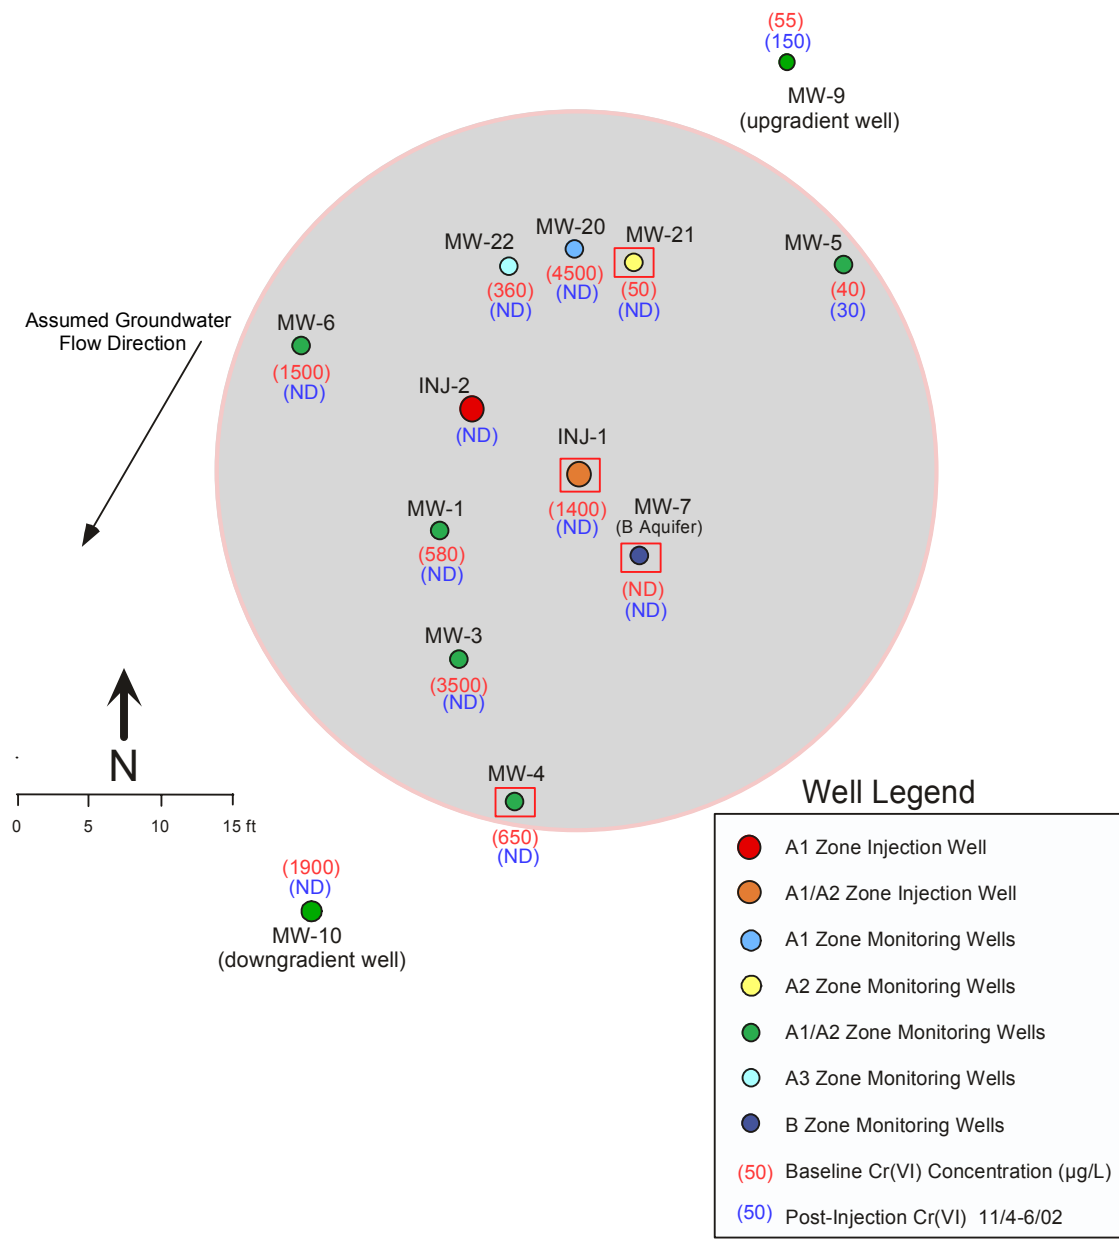 (55)
(150)
MW-9
(upgradient well)
MW-20
(4500)
(ND)
MW-21
(50)
(ND)
MW-22
(360)
(ND)
MW-5
(40)
(30)
Assumed Groundwater
Flow Direction
MW-6
(1500)
(ND)
INJ-2
(ND)
INJ-1
(1400)
(ND)
MW-7
(B Aquifer)
(ND)
(ND)
MW-1
(580)
(ND)
MW-3
(3500)
(ND)
N
0 5 10 15 ft
MW-4
(650)
(ND)
(1900)
(ND)
MW-10
(downgradient well)
Well Legend
A1 Zone Injection Well
A1/A2 Zone Injection Well
A1 Zone Monitoring Wells
A2 Zone Monitoring Wells
A1/A2 Zone Monitoring Wells
A3 Zone Monitoring Wells
B Zone Monitoring Wells
(50) Baseline Cr(VI) Concentration (µg/L)
(50) Post-Injection Cr(VI) 11/4-6/02